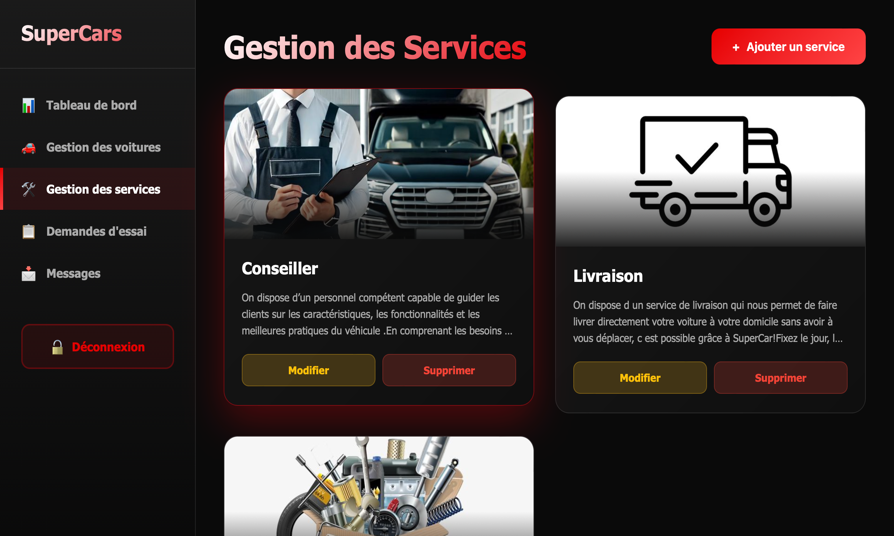 SuperCars
Tableau de bord
Gestion des voitures
Gestion des services
Demandes d'essai
Messages
Déconnexion
Gestion des Services
+ Ajouter un service
Conseiller
On dispose d’un personnel compétent capable de guider les
clients sur les caractéristiques, les fonctionnalités et les
meilleures pratiques du véhicule .En comprenant les besoins ...
Modifier
Supprimer
Livraison
On dispose d un service de livraison qui nous permet de faire
livrer directement votre voiture à votre domicile sans avoir à
vous déplacer, c est possible grâce à SuperCar!Fixez le jour, l...
Modifier
Supprimer